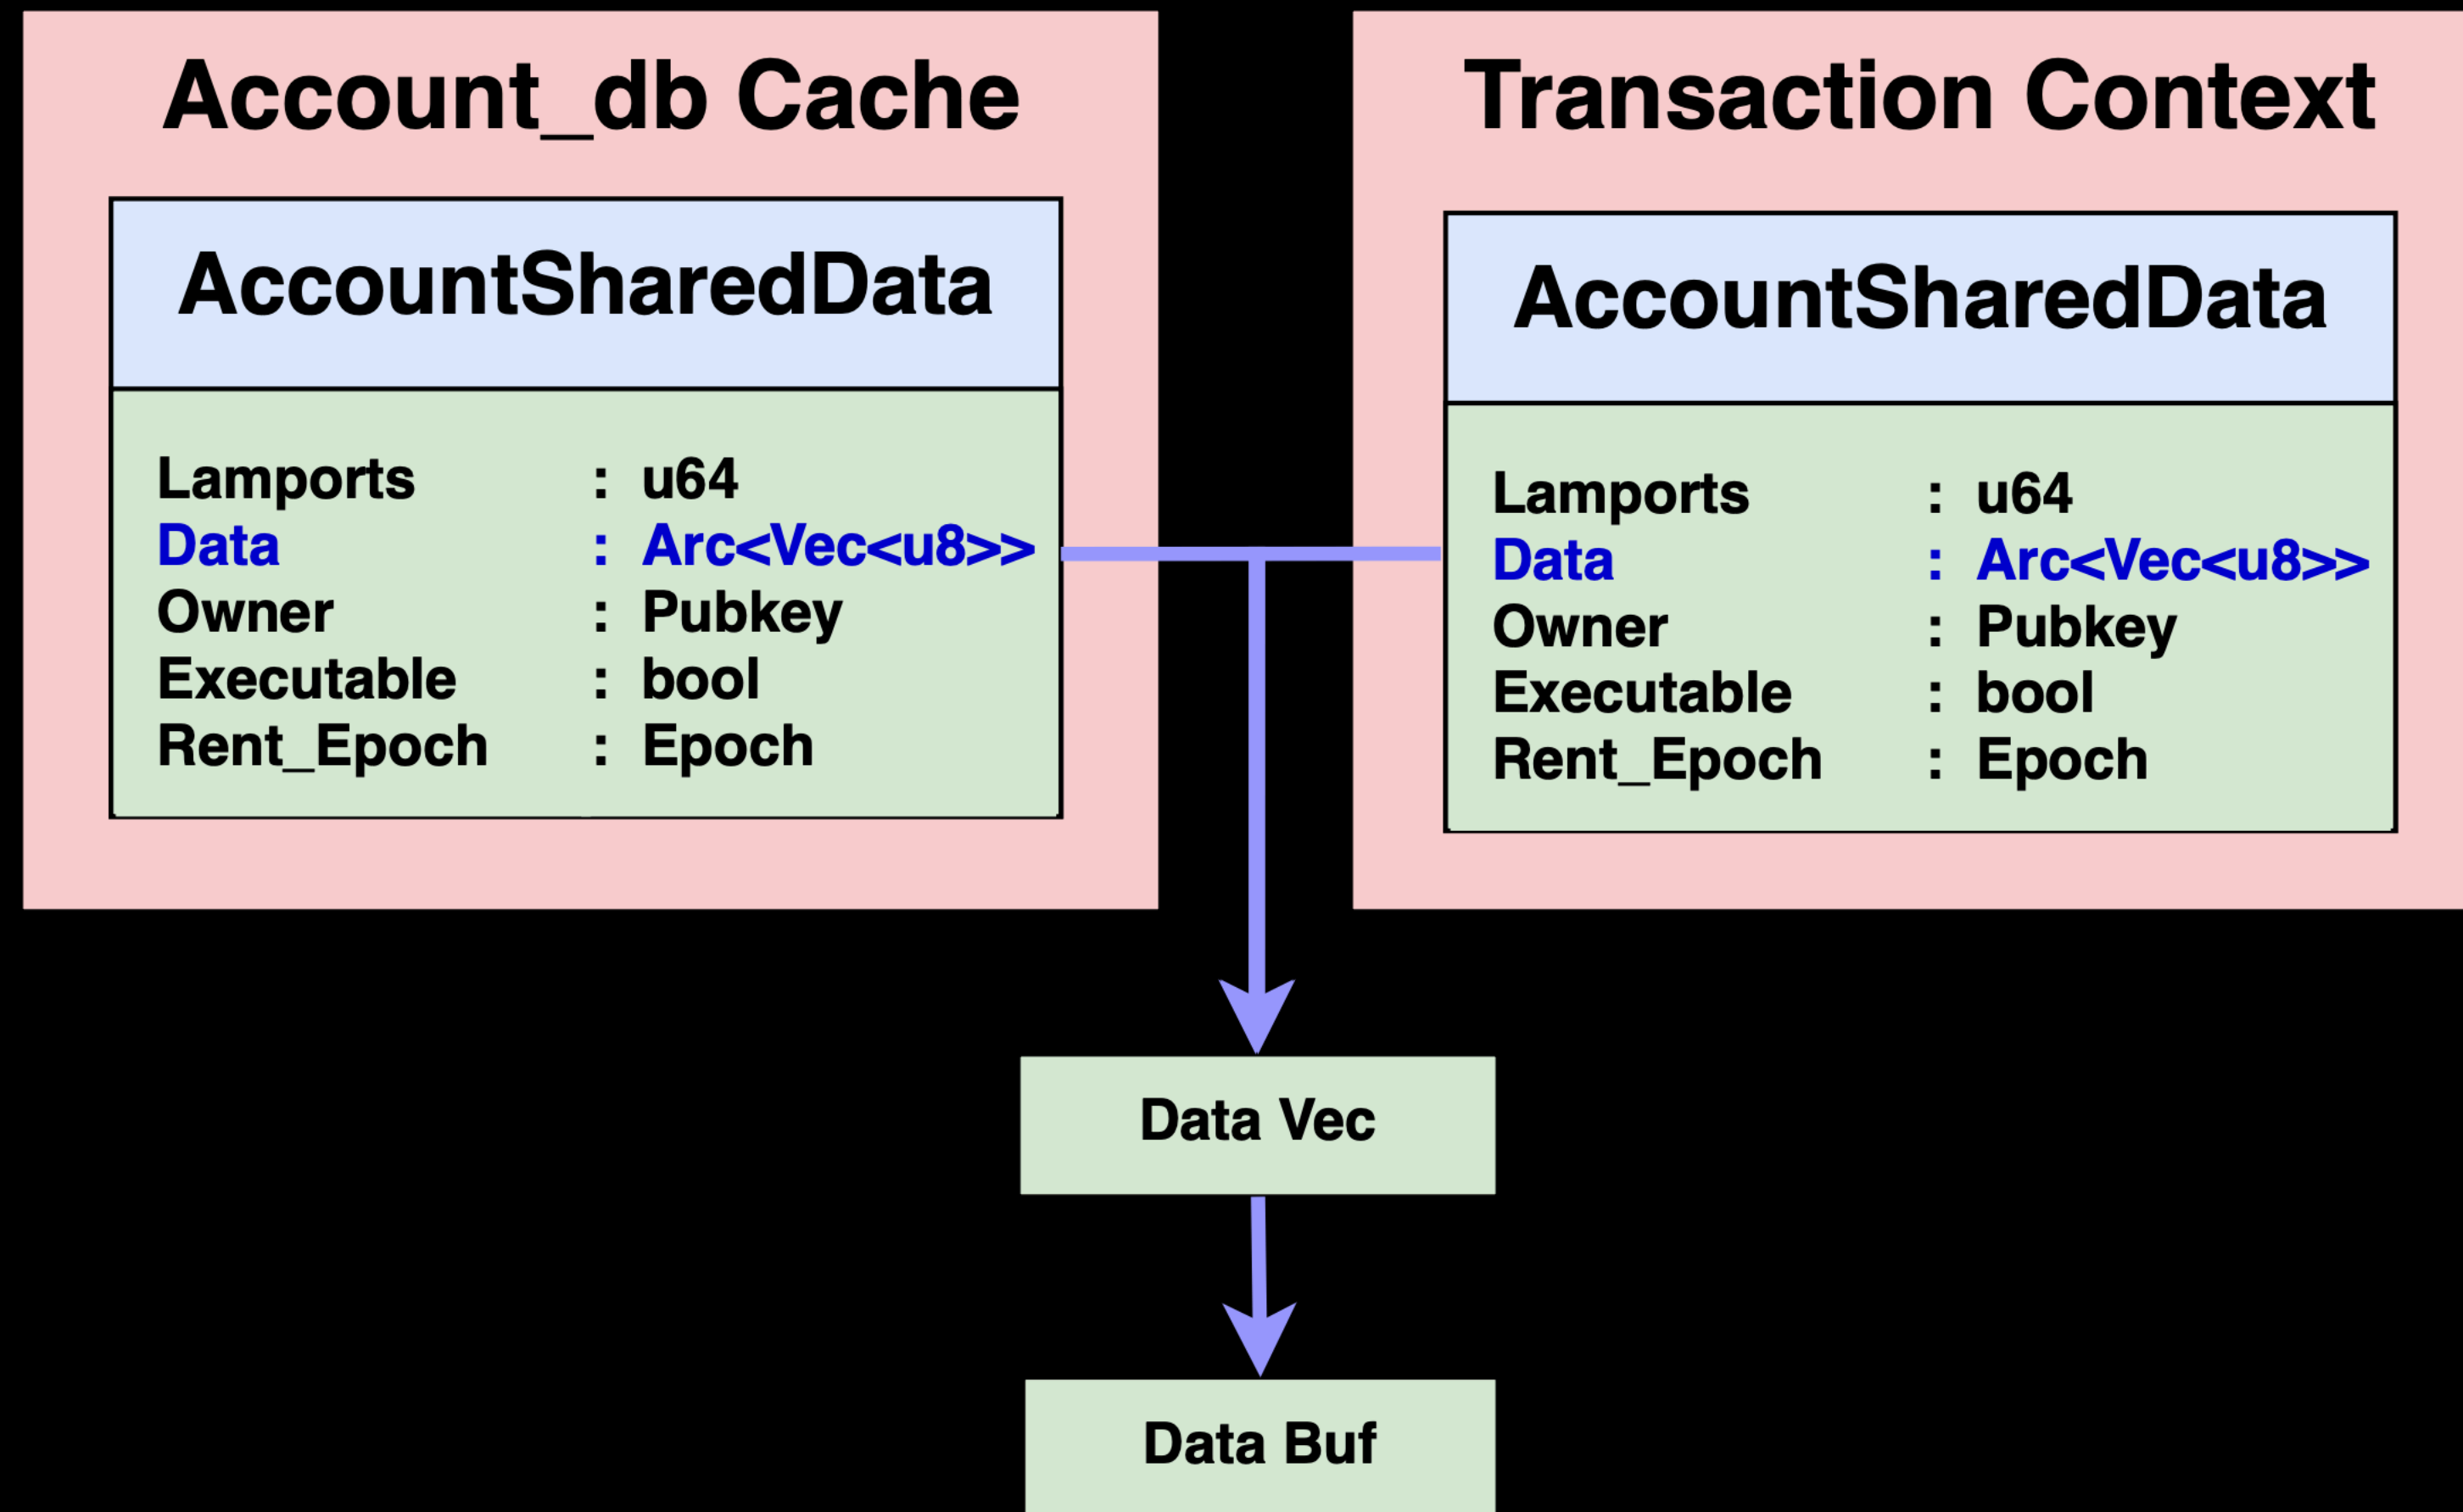 Account_db Cache
AccountSharedData
Lamports : u64
Data : Arc<Vec<u8>>
Owner : Pubkey
Executable : bool
Rent_Epoch : Epoch
Transaction Context
AccountSharedData
Lamports : u64
Data : Arc<Vec<u8>>
Owner : Pubkey
Executable : bool
Rent_Epoch : Epoch
Data Vec
Data Buf